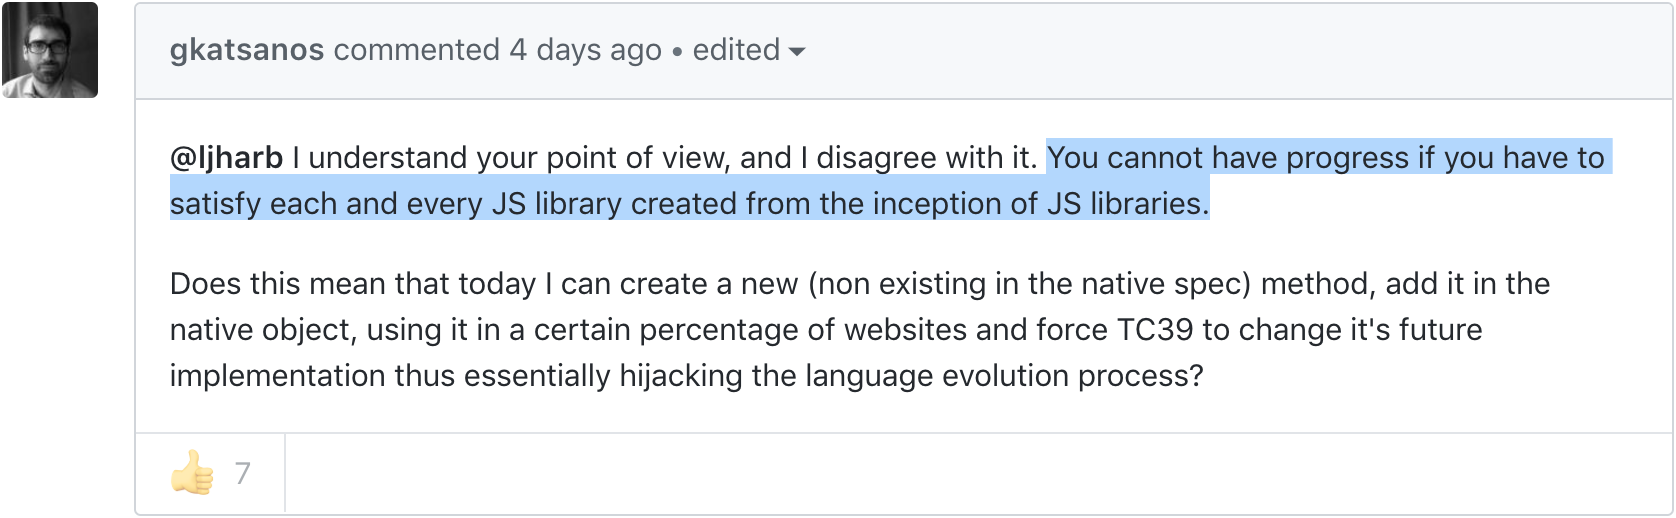 gkatsanos commented 4 days ago • edited
@ljharb I understand your point of view, and I disagree with it. You cannot have progress if you have to
satisfy each and every JS library created from the inception of JS libraries.
Does this mean that today I can create a new (non existing in the native spec) method, add it in the
native object, using it in a certain percentage of websites and force TC39 to change it's future
implementation thus essentially hijacking the language evolution process?
👍 7